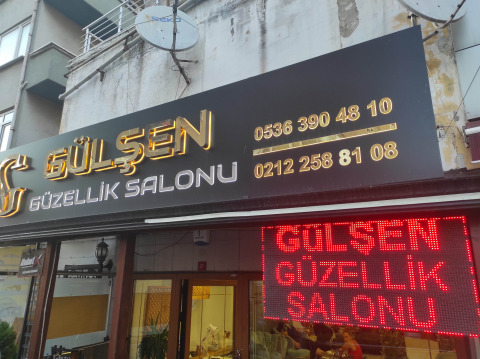 GÜLŞEN
GÜZELLİK SALONU
0536 390 48 10
0212 258 81 08
GÜLŞEN
GÜZELLİK
SALONU